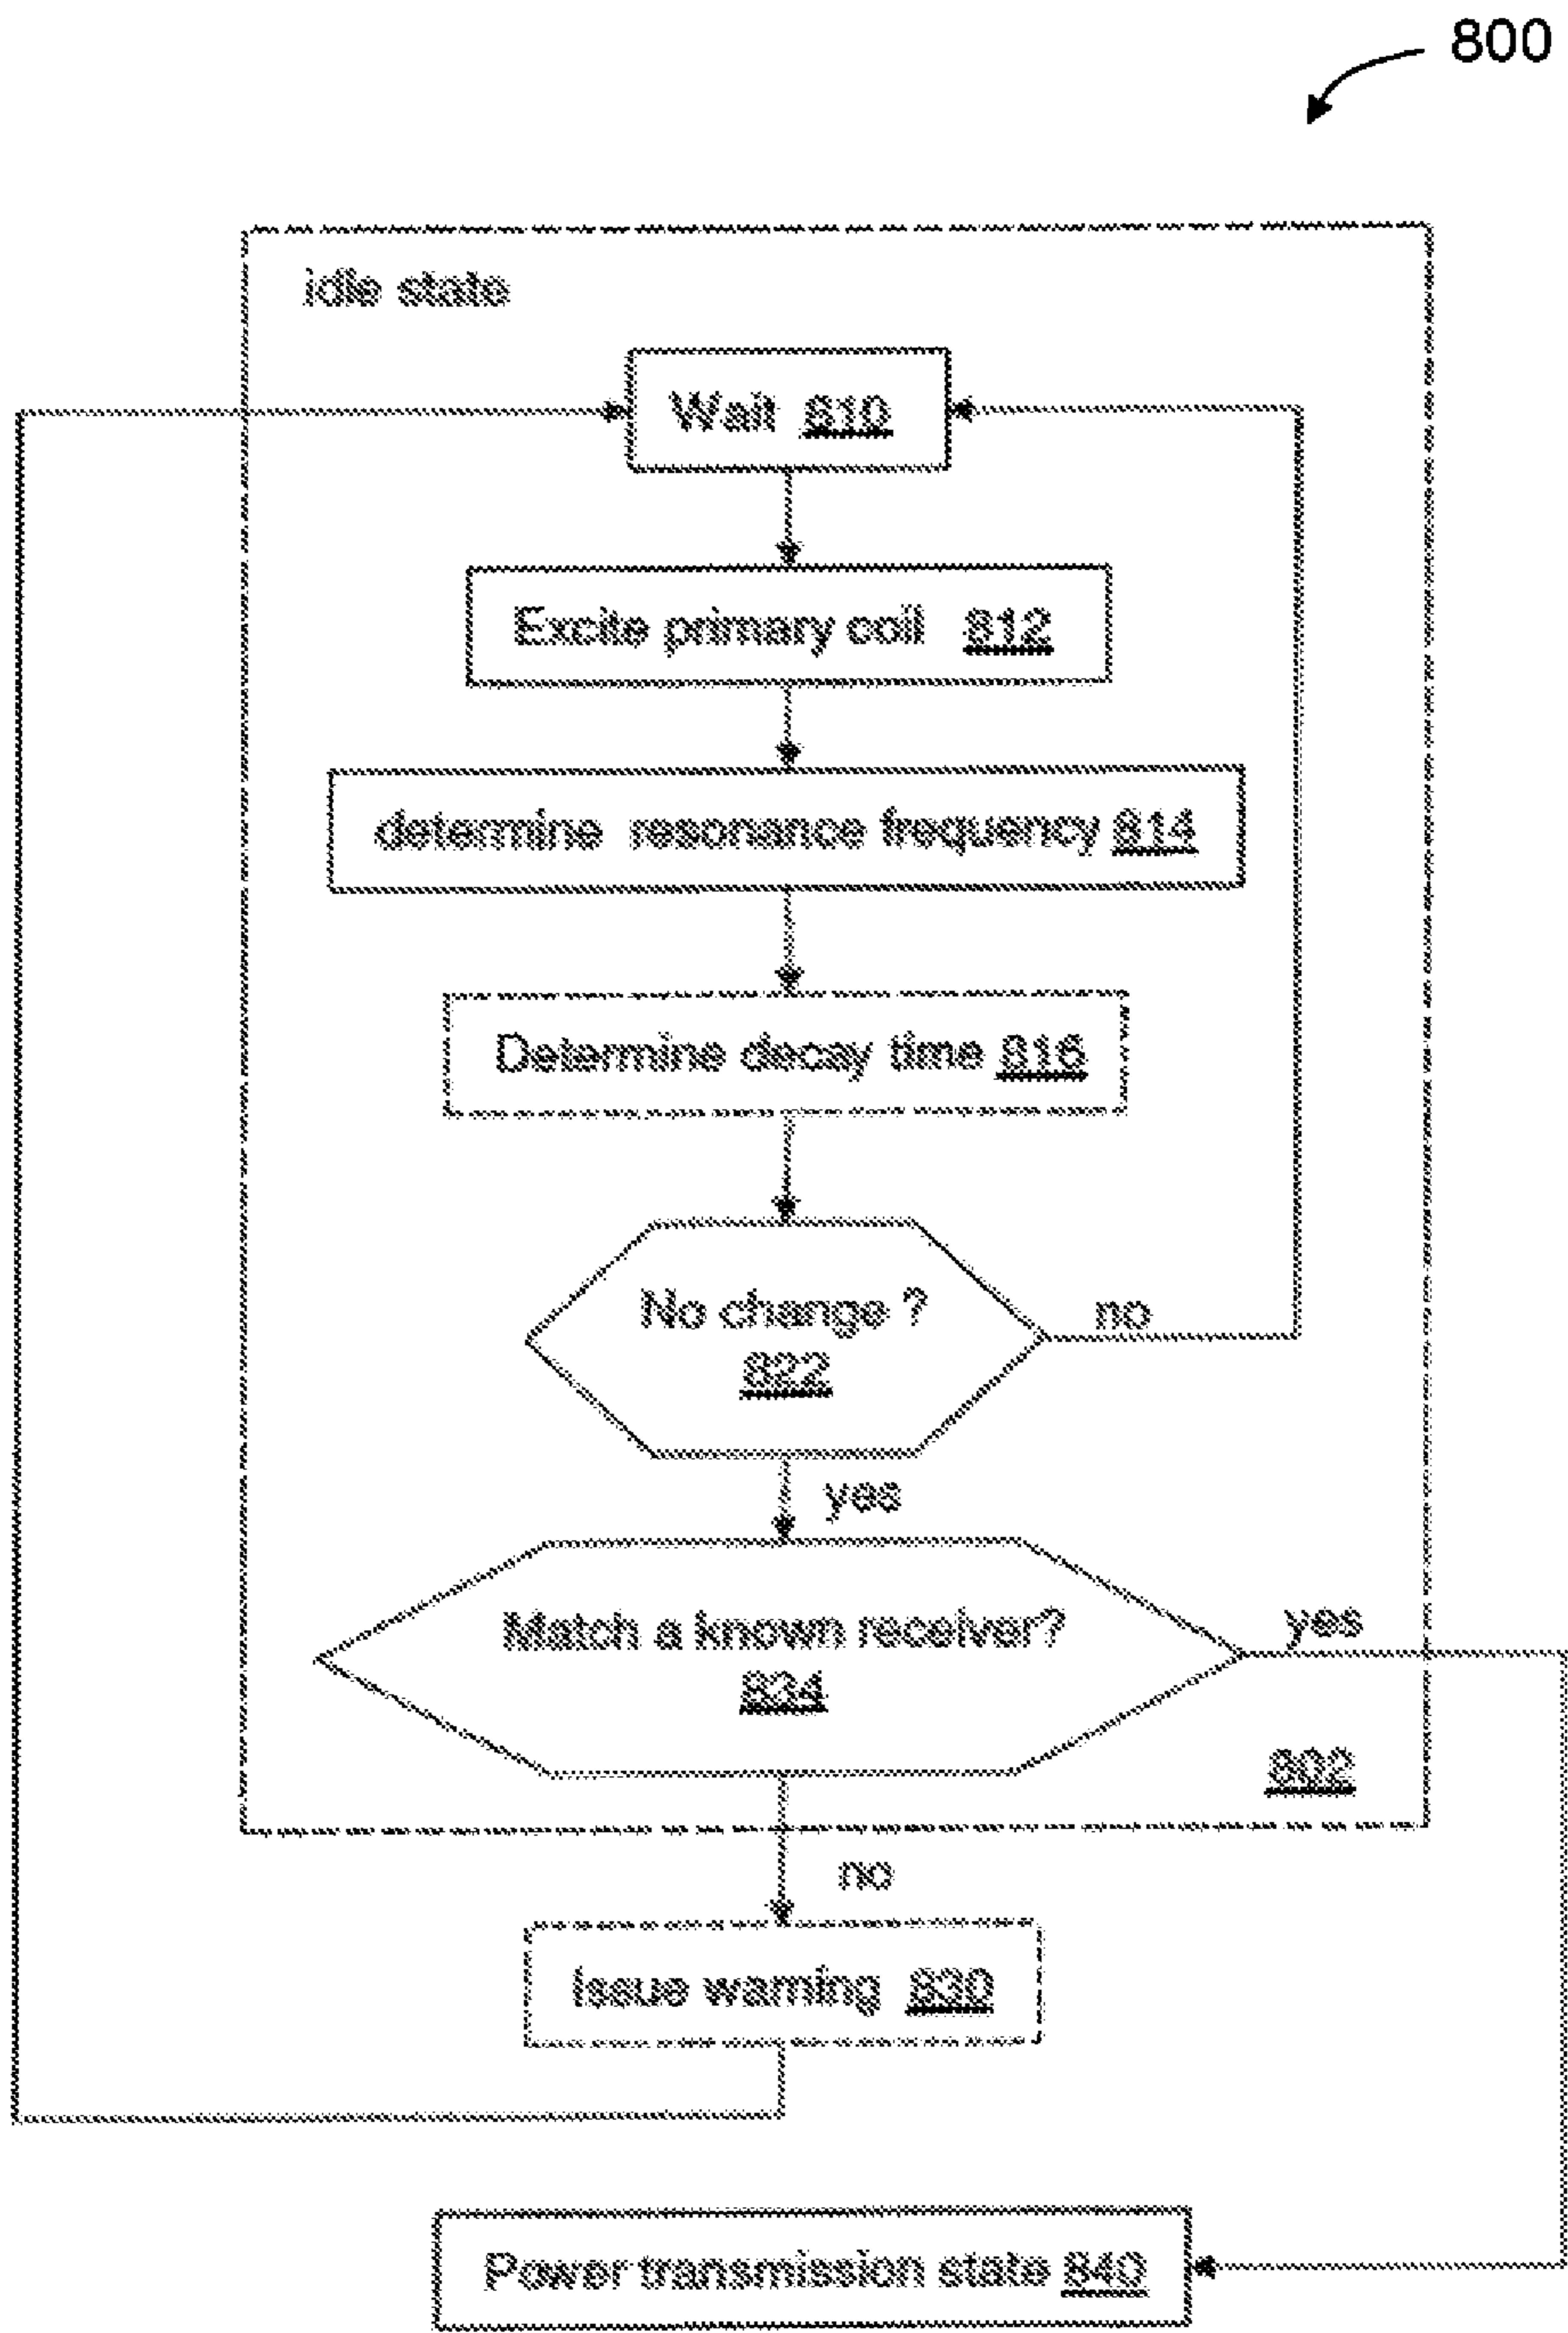 800
idle state
Wait 810
Excite primary coil 812
determine resonance frequency 814
Determine decay time 816
No change ?
822
no
yes
Match a known receiver?
834
yes
802
no
Issue warning 830
Power transmission state 840